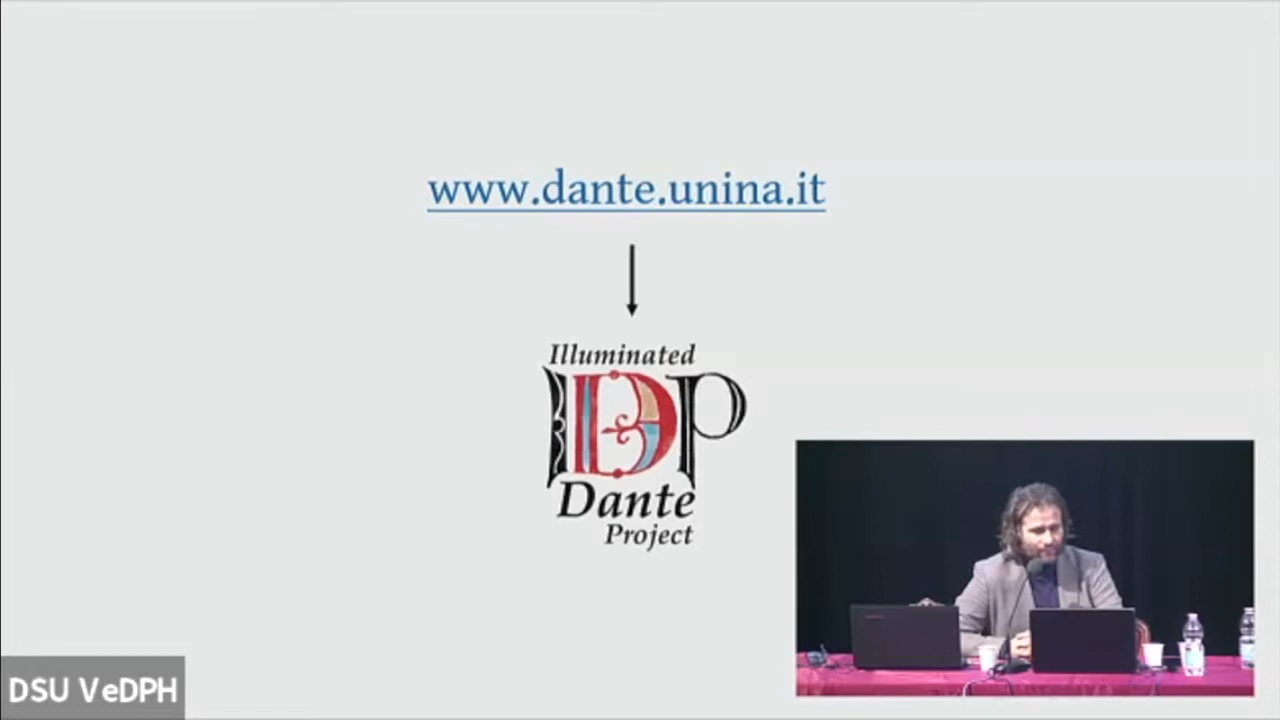 www.dante.unina.it
Illuminated
IDP
Dante
Project
DSU VeDPH